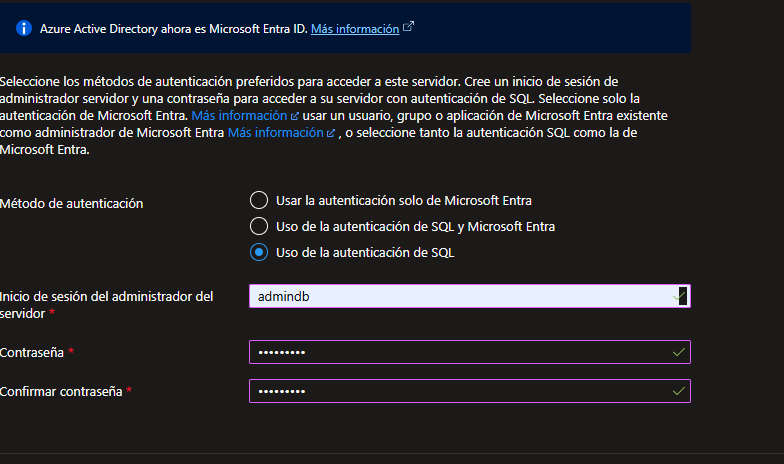 Azure Active Directory ahora es Microsoft Entra ID. Más información
Seleccione los métodos de autenticación preferidos para acceder a este servidor. Cree un inicio de sesión de
administrador servidor y una contraseña para acceder a su servidor con autenticación de SQL. Seleccione solo la
autenticación de Microsoft Entra. Más información usar un usuario, grupo o aplicación de Microsoft Entra existente
como administrador de Microsoft Entra Más información , o seleccione tanto la autenticación SQL como la de
Microsoft Entra.
Método de autenticación
Usar la autenticación solo de Microsoft Entra
Uso de la autenticación de SQL y Microsoft Entra
Uso de la autenticación de SQL
Inicio de sesión del administrador del
servidor *
admindb
Contraseña *
•••••••••
Confirmar contraseña *
•••••••••